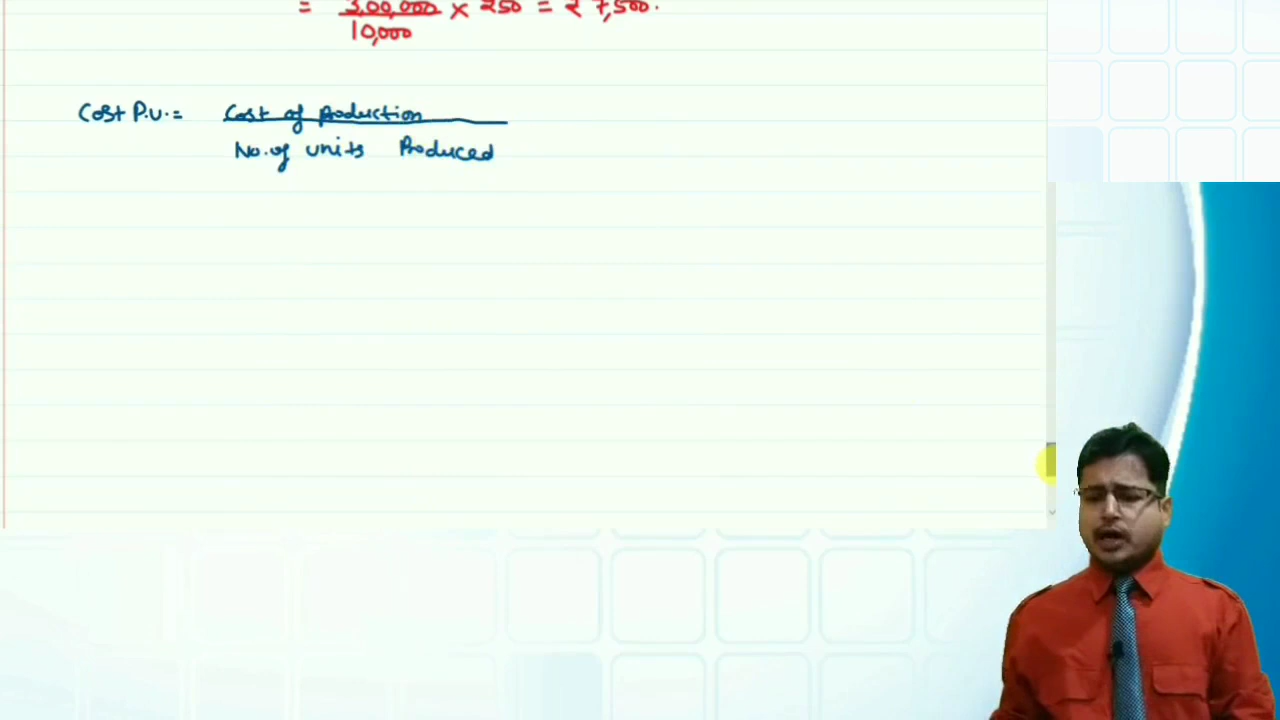 = 3,00,000 × 250 = ₹ 7,500.
10,000
Cost P.u. = Cost of production
No. of units Produced